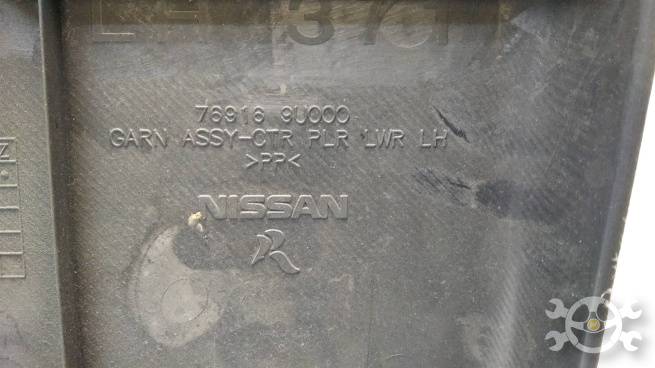 76916 9U000
GARN ASSY-CTR PLR LWR LH
>PP<
NISSAN